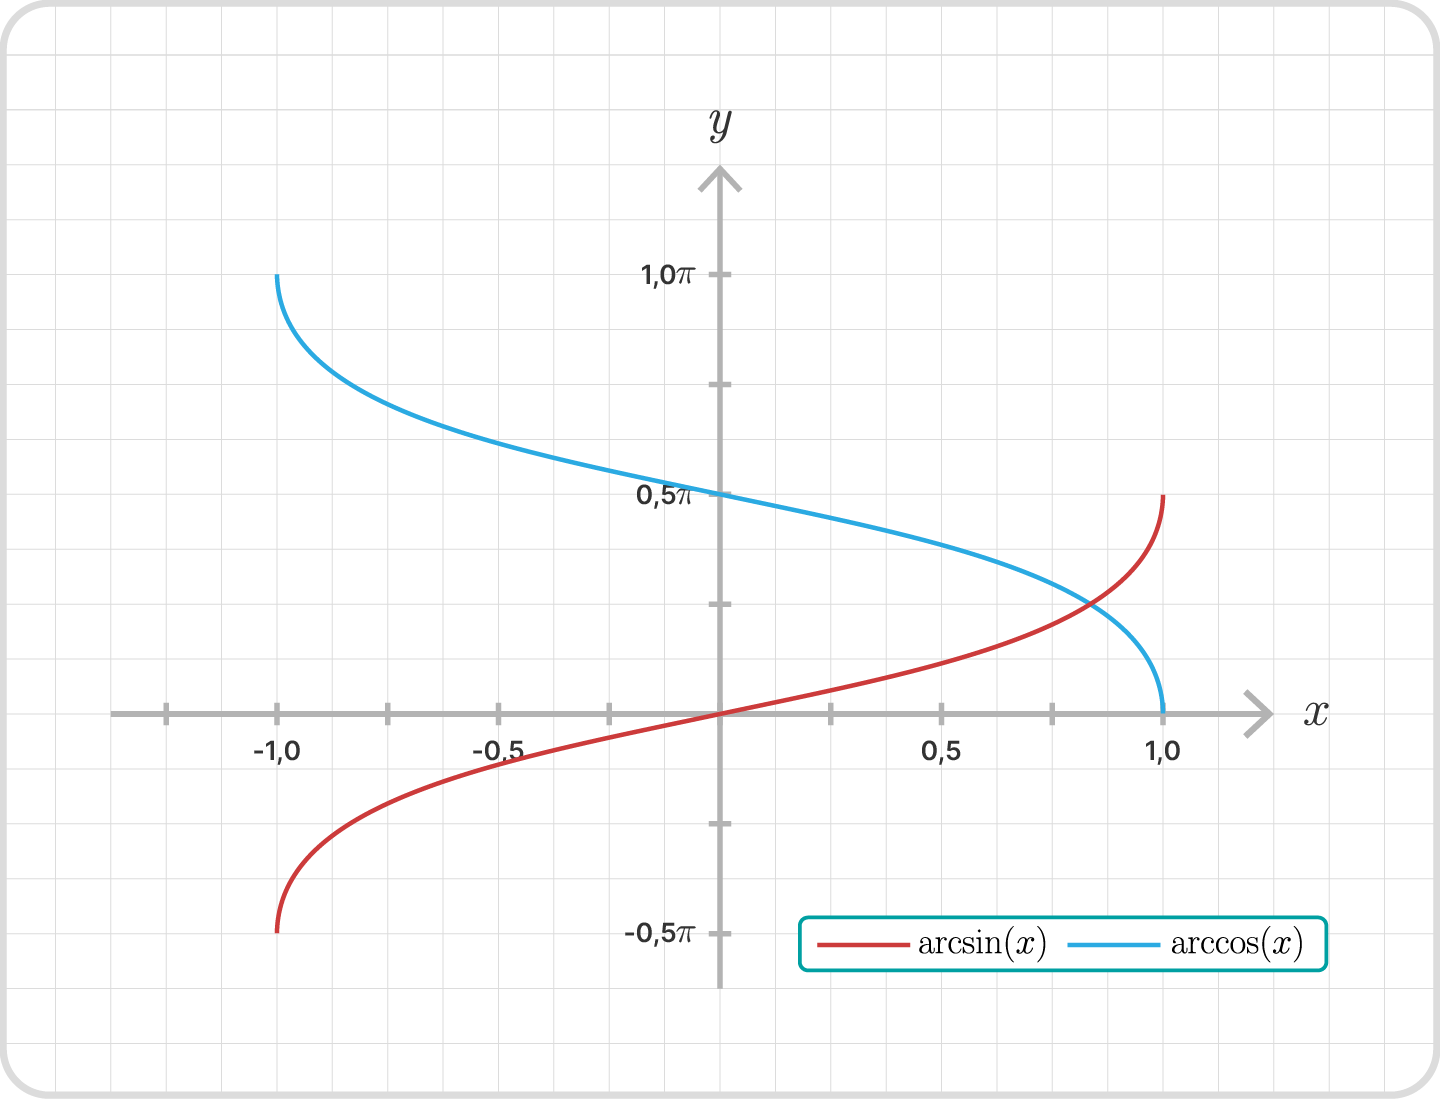 y
1,0π
0,5π
x
-1,0 -0,5 0,5 1,0
-0,5π
arcsin(x) arccos(x)